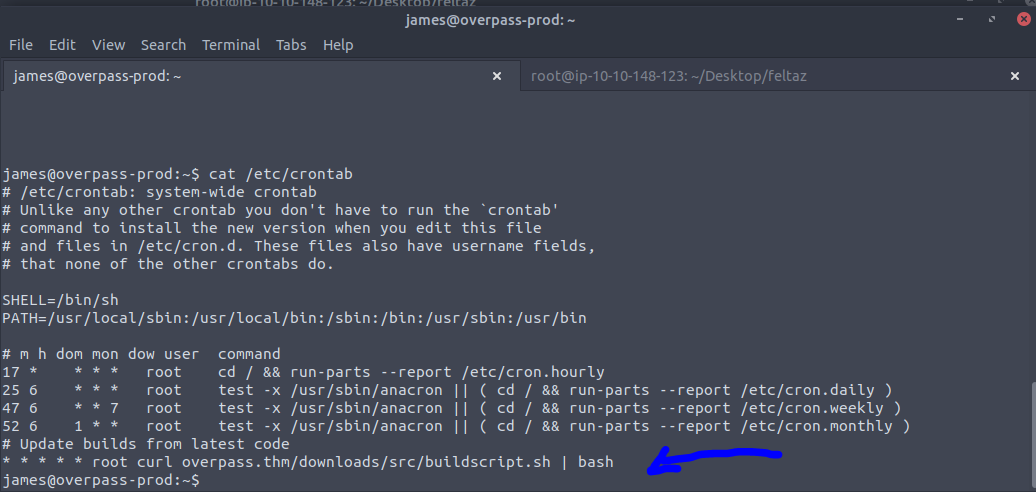 root@ip-10-10-148-123: ~/Desktop/feltaz
james@overpass-prod: ~
File Edit View Search Terminal Tabs Help
james@overpass-prod: ~ × root@ip-10-10-148-123: ~/Desktop/feltaz ×
james@overpass-prod:~$ cat /etc/crontab
# /etc/crontab: system-wide crontab
# Unlike any other crontab you don't have to run the `crontab'
# command to install the new version when you edit this file
# and files in /etc/cron.d. These files also have username fields,
# that none of the other crontabs do.
SHELL=/bin/sh
PATH=/usr/local/sbin:/usr/local/bin:/sbin:/bin:/usr/sbin:/usr/bin
# m h dom mon dow user  command
17 *    * * *   root    cd / && run-parts --report /etc/cron.hourly
25 6    * * *   root    test -x /usr/sbin/anacron || ( cd / && run-parts --report /etc/cron.daily )
47 6    * * 7   root    test -x /usr/sbin/anacron || ( cd / && run-parts --report /etc/cron.weekly )
52 6    1 * *   root    test -x /usr/sbin/anacron || ( cd / && run-parts --report /etc/cron.monthly )
# Update builds from latest code
* * * * * root curl overpass.thm/downloads/src/buildscript.sh | bash
james@overpass-prod:~$